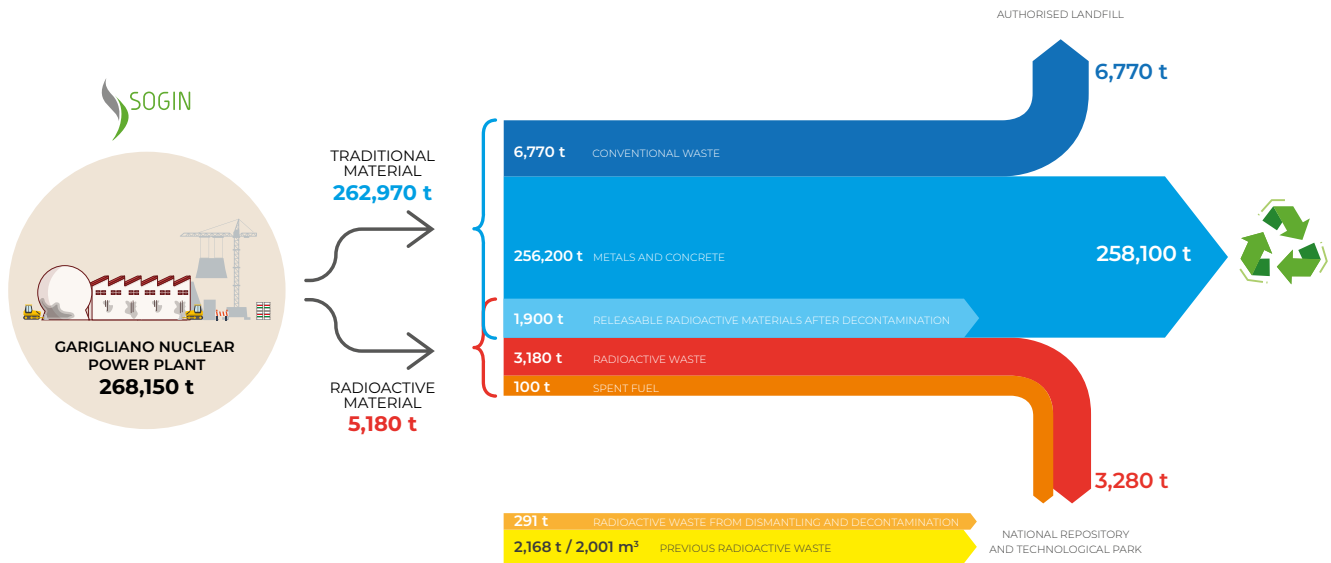 AUTHORISED LANDFILL
6,770 t
SOGIN
TRADITIONAL
MATERIAL
262,970 t
6,770 t CONVENTIONAL WASTE
256,200 t METALS AND CONCRETE
258,100 t
1,900 t RELEASABLE RADIOACTIVE MATERIALS AFTER DECONTAMINATION
GARIGLIANO NUCLEAR
POWER PLANT
268,150 t
3,180 t RADIOACTIVE WASTE
100 t SPENT FUEL
RADIOACTIVE
MATERIAL
5,180 t
3,280 t
291 t RADIOACTIVE WASTE FROM DISMANTLING AND DECONTAMINATION
2,168 t / 2,001 m³ PREVIOUS RADIOACTIVE WASTE
NATIONAL REPOSITORY
AND TECHNOLOGICAL PARK